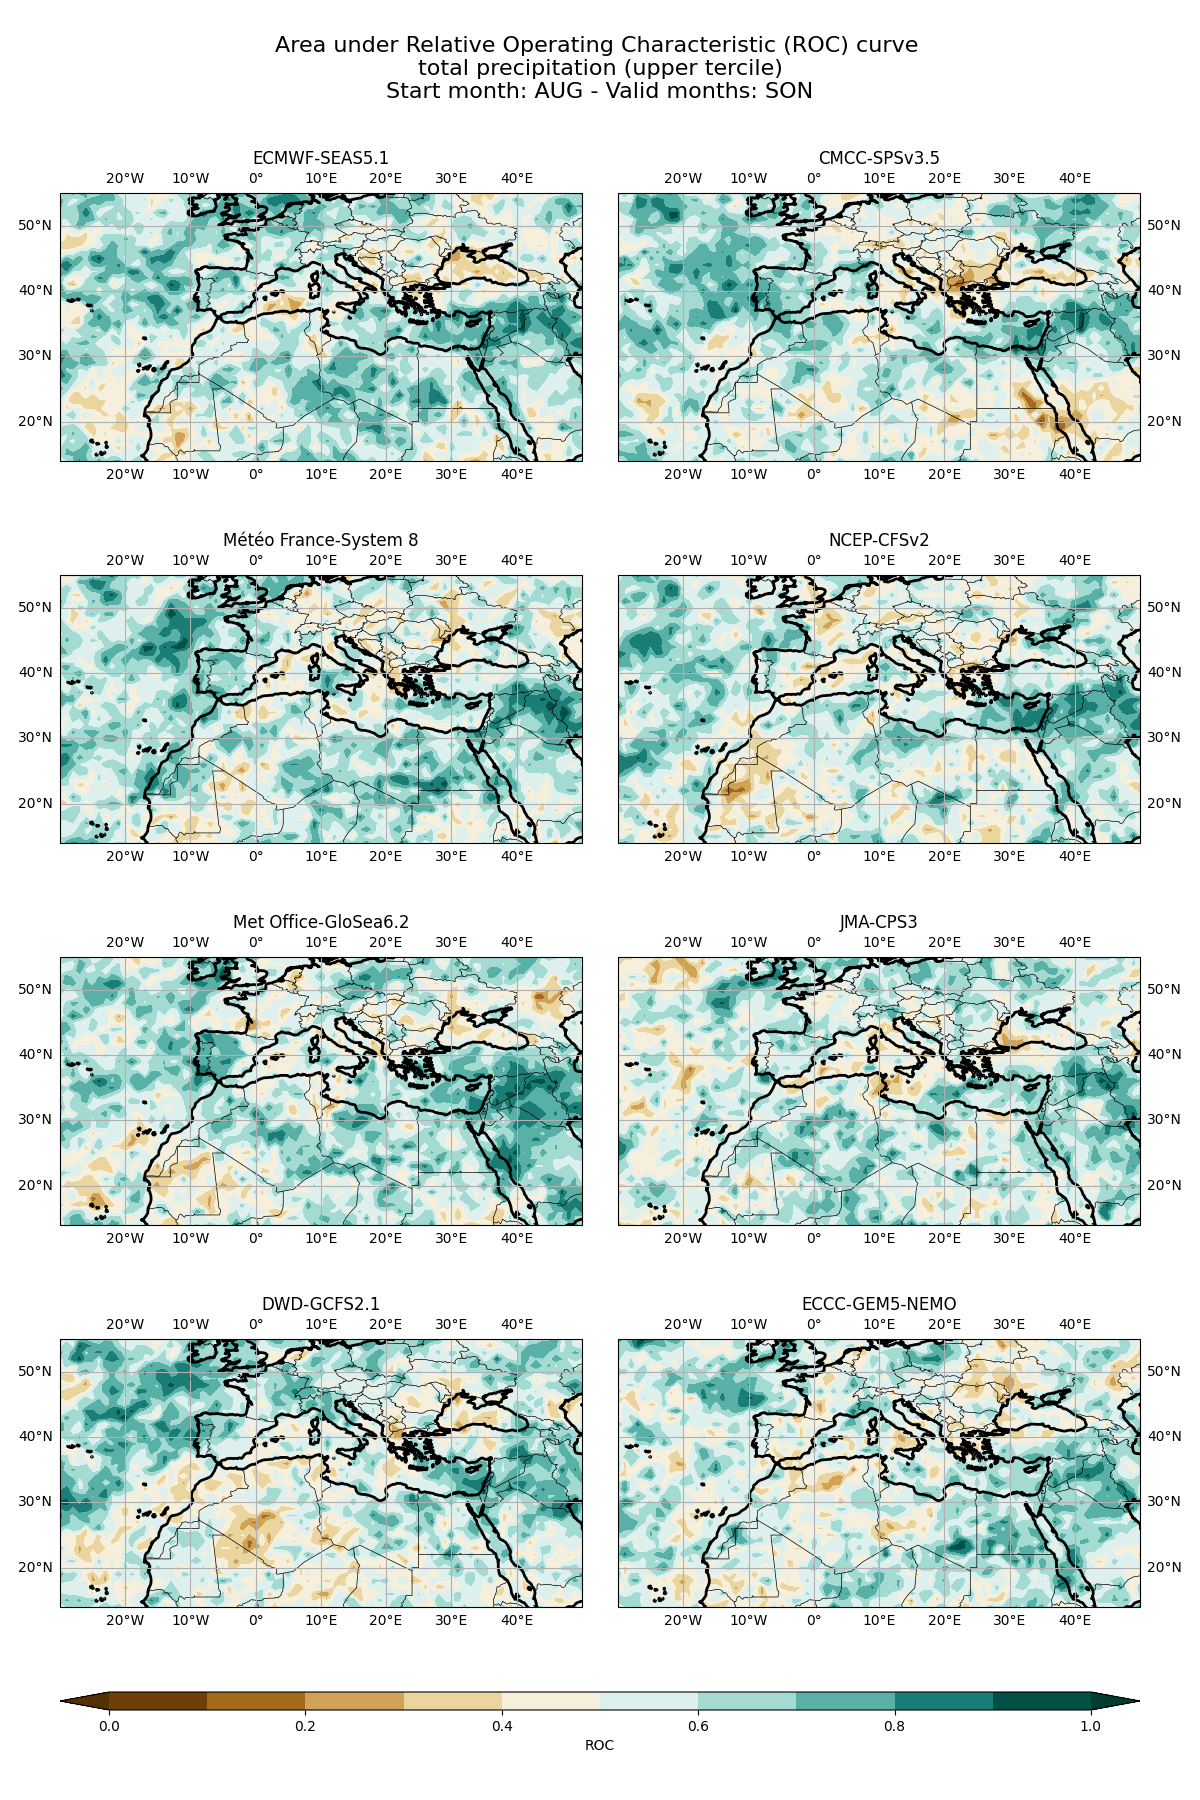 Area under Relative Operating Characteristic (ROC) curve
total precipitation (upper tercile)
Start month: AUG - Valid months: SON
ECMWF-SEAS5.1
20°W 10°W 0° 10°E 20°E 30°E 40°E
50°N
40°N
30°N
20°N
20°W 10°W 0° 10°E 20°E 30°E 40°E
CMCC-SPSv3.5
20°W 10°W 0° 10°E 20°E 30°E 40°E
50°N
40°N
30°N
20°N
20°W 10°W 0° 10°E 20°E 30°E 40°E
Météo France-System 8
20°W 10°W 0° 10°E 20°E 30°E 40°E
50°N
40°N
30°N
20°N
20°W 10°W 0° 10°E 20°E 30°E 40°E
NCEP-CFSv2
20°W 10°W 0° 10°E 20°E 30°E 40°E
50°N
40°N
30°N
20°N
20°W 10°W 0° 10°E 20°E 30°E 40°E
Met Office-GloSea6.2
20°W 10°W 0° 10°E 20°E 30°E 40°E
50°N
40°N
30°N
20°N
20°W 10°W 0° 10°E 20°E 30°E 40°E
JMA-CPS3
20°W 10°W 0° 10°E 20°E 30°E 40°E
50°N
40°N
30°N
20°N
20°W 10°W 0° 10°E 20°E 30°E 40°E
DWD-GCFS2.1
20°W 10°W 0° 10°E 20°E 30°E 40°E
50°N
40°N
30°N
20°N
20°W 10°W 0° 10°E 20°E 30°E 40°E
ECCC-GEM5-NEMO
20°W 10°W 0° 10°E 20°E 30°E 40°E
50°N
40°N
30°N
20°N
20°W 10°W 0° 10°E 20°E 30°E 40°E
0.0 0.2 0.4 0.6 0.8 1.0
ROC